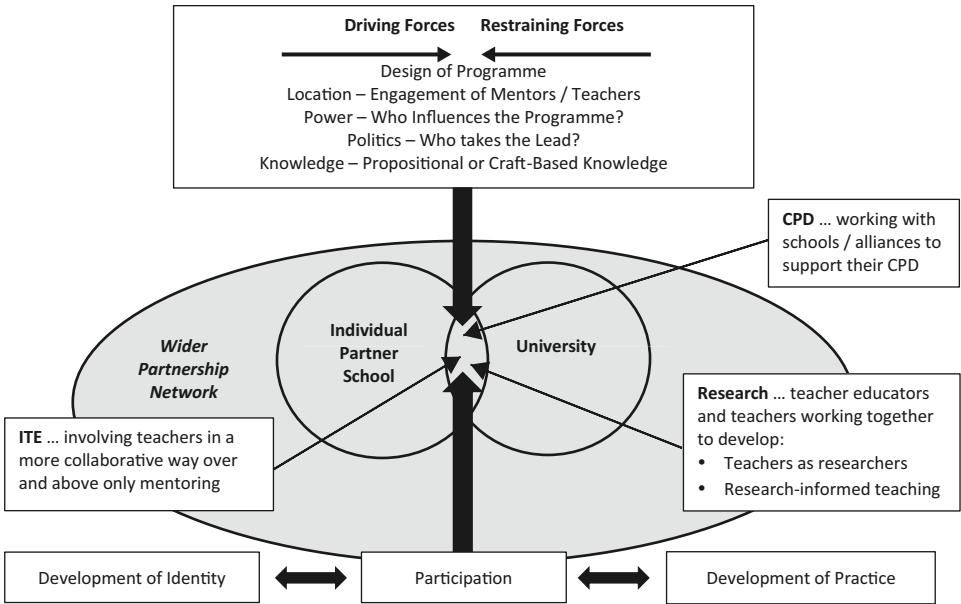 Driving Forces Restraining Forces
Design of Programme
Location – Engagement of Mentors / Teachers
Power – Who Influences the Programme?
Politics – Who takes the Lead?
Knowledge – Propositional or Craft-Based Knowledge
CPD ... working with
schools / alliances to
support their CPD
Wider
Partnership
Network
Individual
Partner
School
University
ITE ... involving teachers in a
more collaborative way over
and above only mentoring
Research ... teacher educators
and teachers working together
to develop:
• Teachers as researchers
• Research-informed teaching
Development of Identity
Participation
Development of Practice